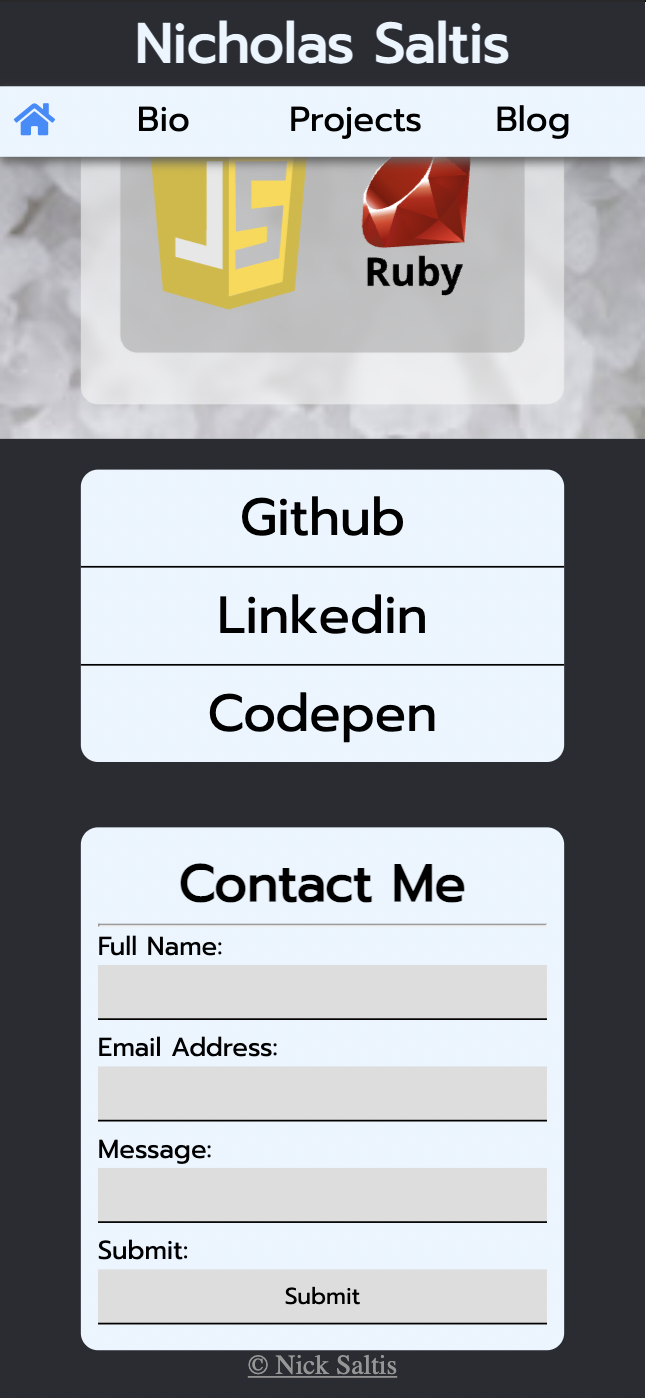 Nicholas Saltis
Bio Projects Blog
JS
Ruby
Github
Linkedin
Codepen
Contact Me
Full Name:
Email Address:
Message:
Submit:
Submit
© Nick Saltis